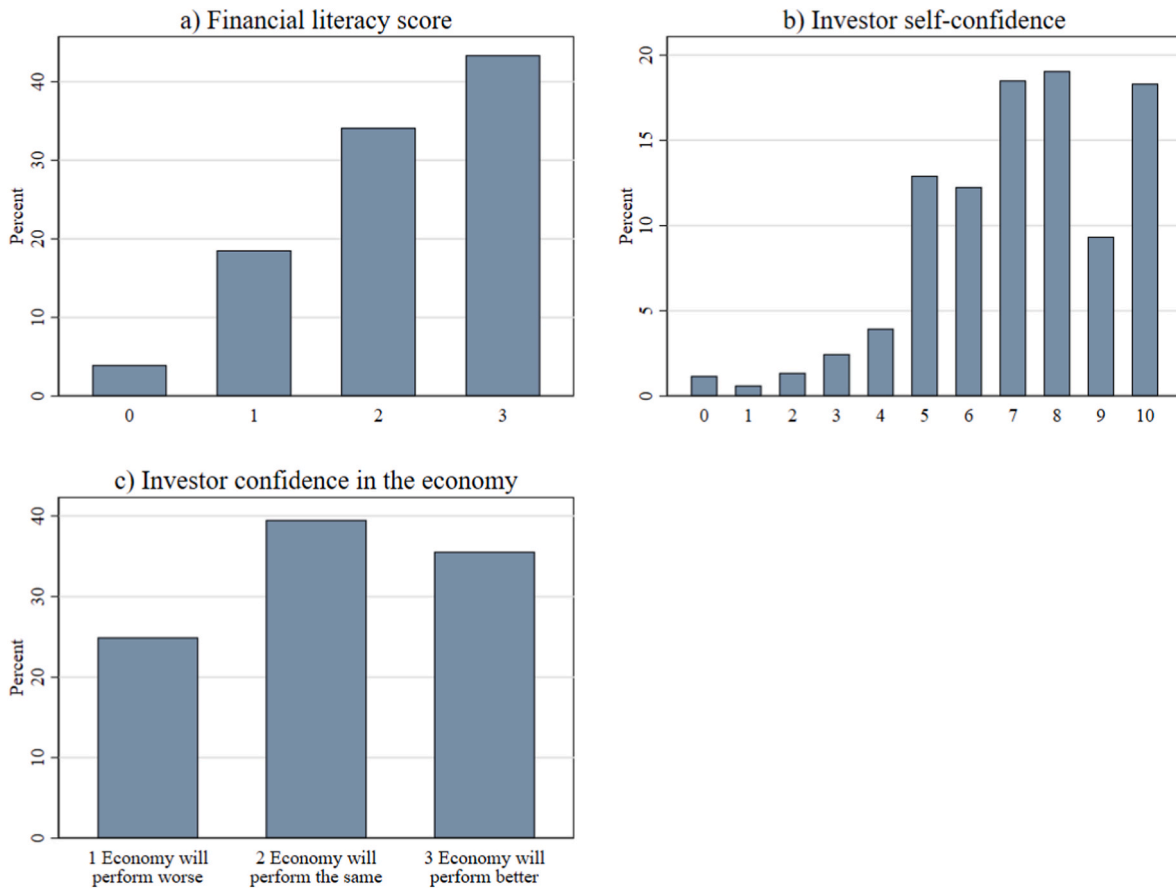 a) Financial literacy score
Percent
40
30
20
10
0
0 1 2 3
b) Investor self-confidence
Percent
20
15
10
5
0
0 1 2 3 4 5 6 7 8 9 10
c) Investor confidence in the economy
Percent
40
30
20
10
0
1 Economy will
perform worse
2 Economy will
perform the same
3 Economy will
perform better